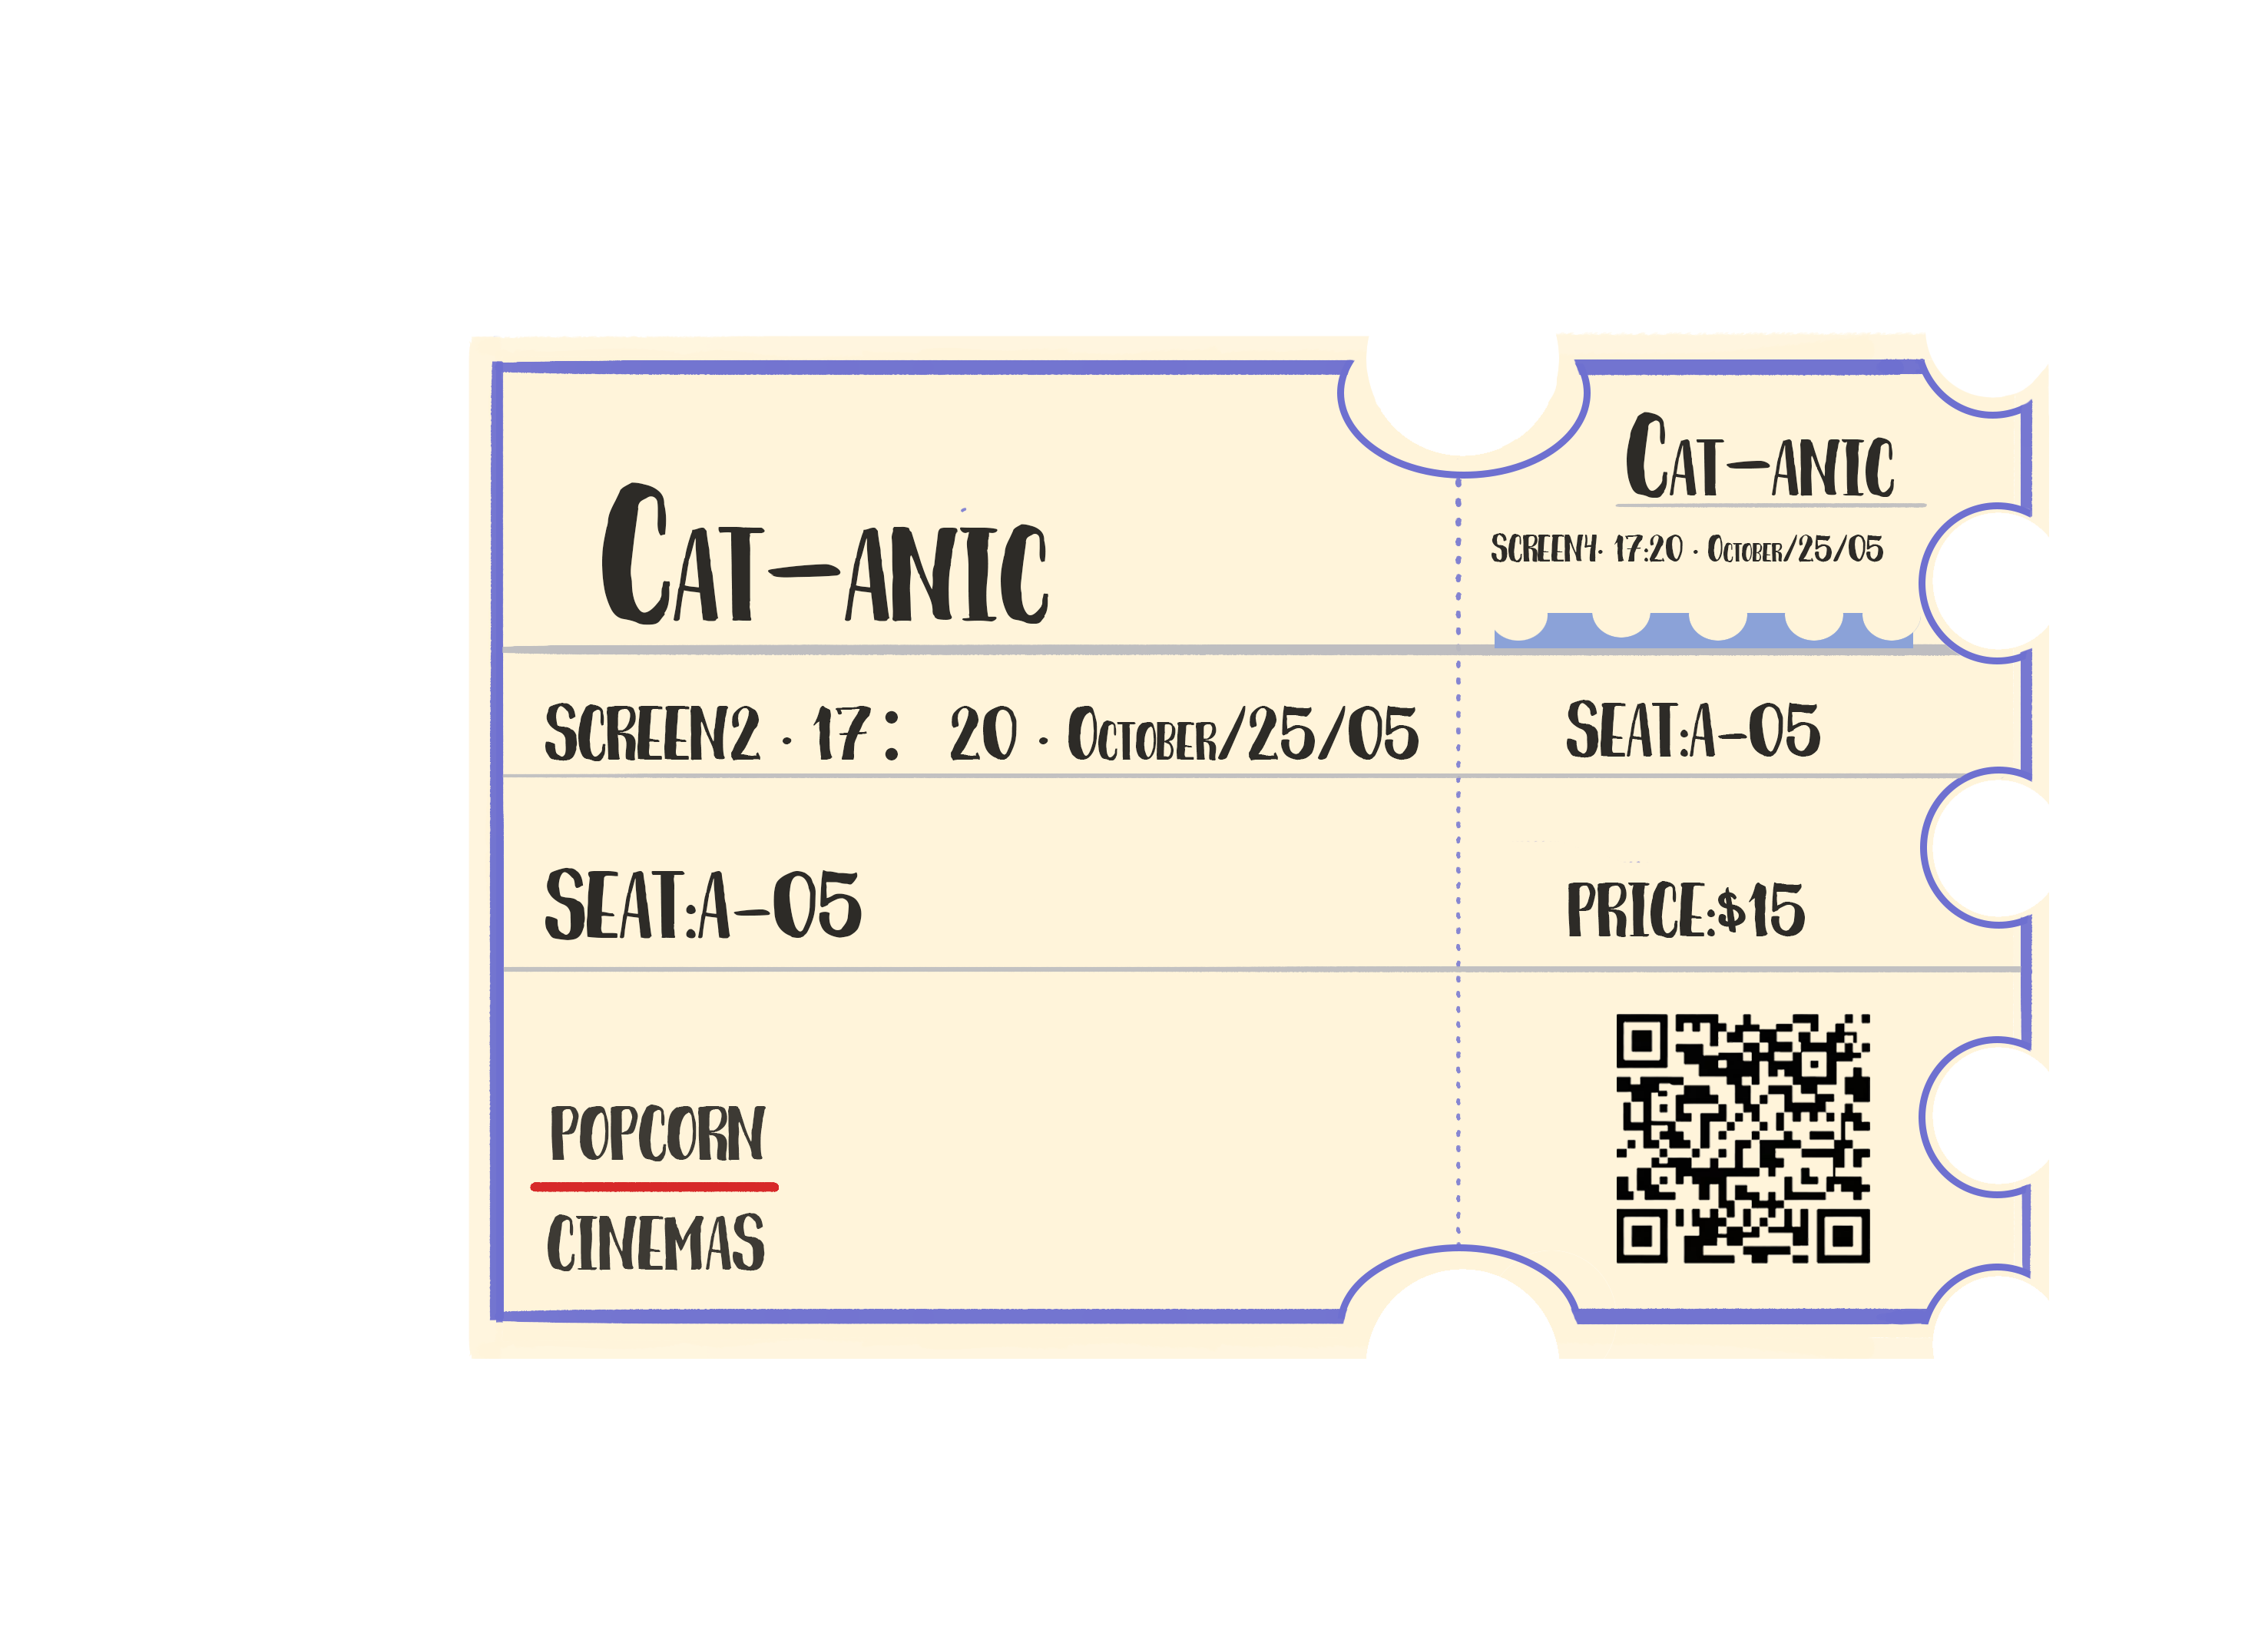 Cat-anic
SCREEN2 · 17: 20 · October/25/05
SEAT:A-05
POPCORN
CINEMAS
Cat-anic
SCREEN4· 17:20 · October/25/05
SEAT:A-05
PRICE:$15